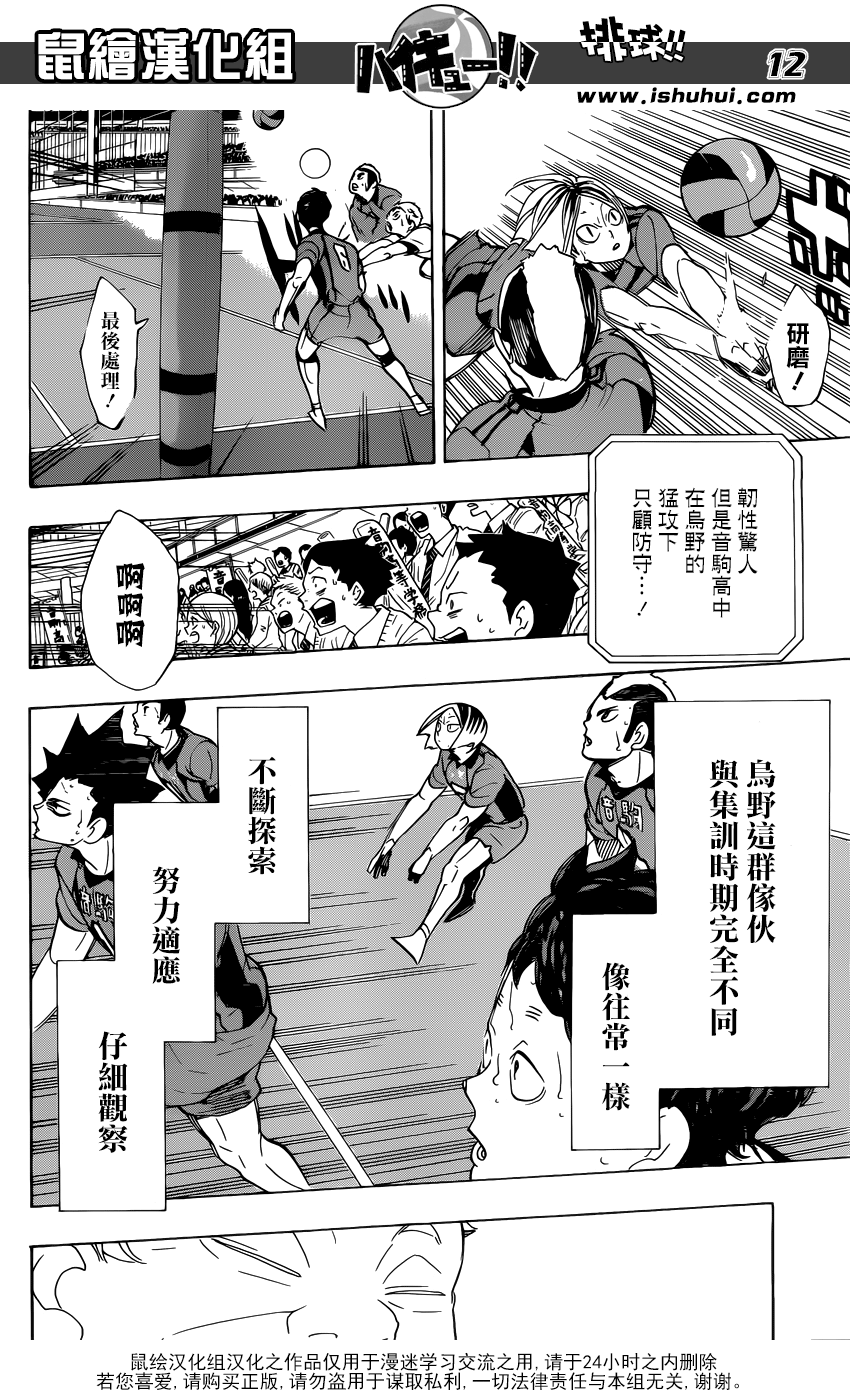 鼠繪漢化組
ハイキュー!!
排球!!
12
www.ishuhui.com
研磨！
最後處理！
6
韌性驚人
但是音駒高中
在烏野的
猛攻下
只顧防守…！
啊啊啊
烏野這群傢伙
與集訓時期完全不同
像往常一樣
音駒
不斷探索
努力適應
仔細觀察
音駒
鼠绘汉化组汉化之作品仅用于漫迷学习交流之用, 请于24小时之内删除
若您喜爱, 请购买正版, 请勿盗用于谋取私利, 一切法律责任与本组无关, 谢谢。